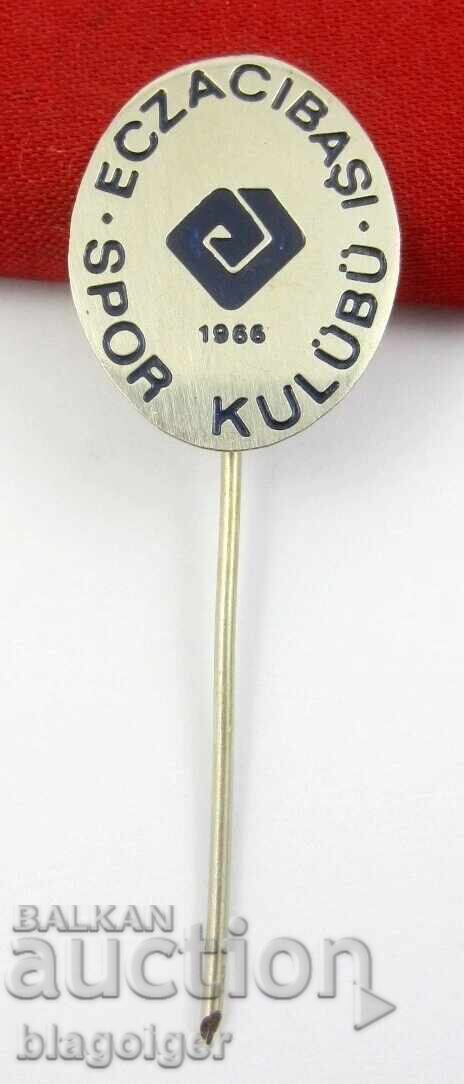 ECZACIBAŞI
1966
SPOR KULÜBÜ
BALKAN
auction
blagoiger